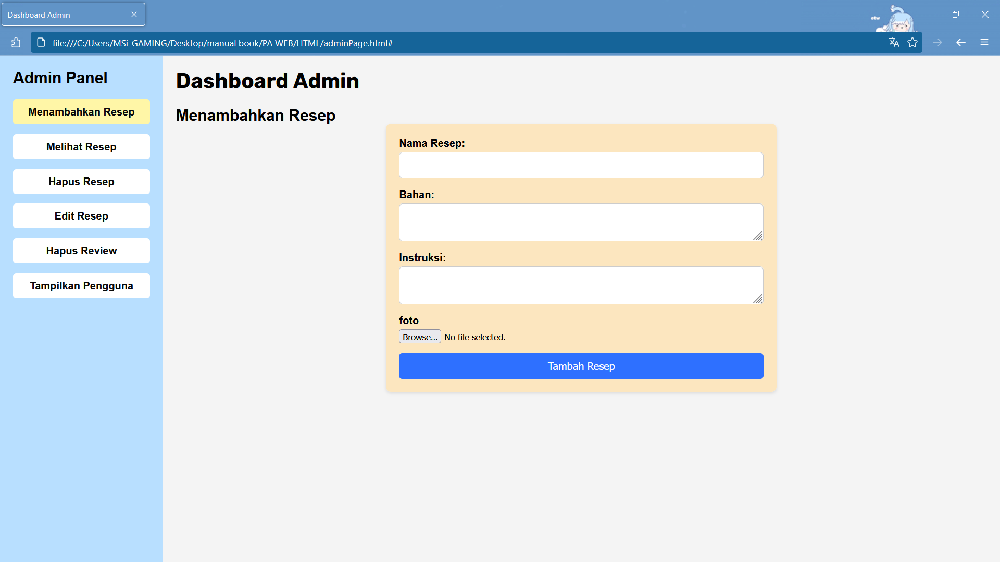 Dashboard Admin
otw
file:///C:/Users/MSi-GAMING/Desktop/manual book/PA WEB/HTML/adminPage.html#
Admin Panel
Menambahkan Resep
Melihat Resep
Hapus Resep
Edit Resep
Hapus Review
Tampilkan Pengguna
Dashboard Admin
Menambahkan Resep
Nama Resep:
Bahan:
Instruksi:
foto
Browse... No file selected.
Tambah Resep